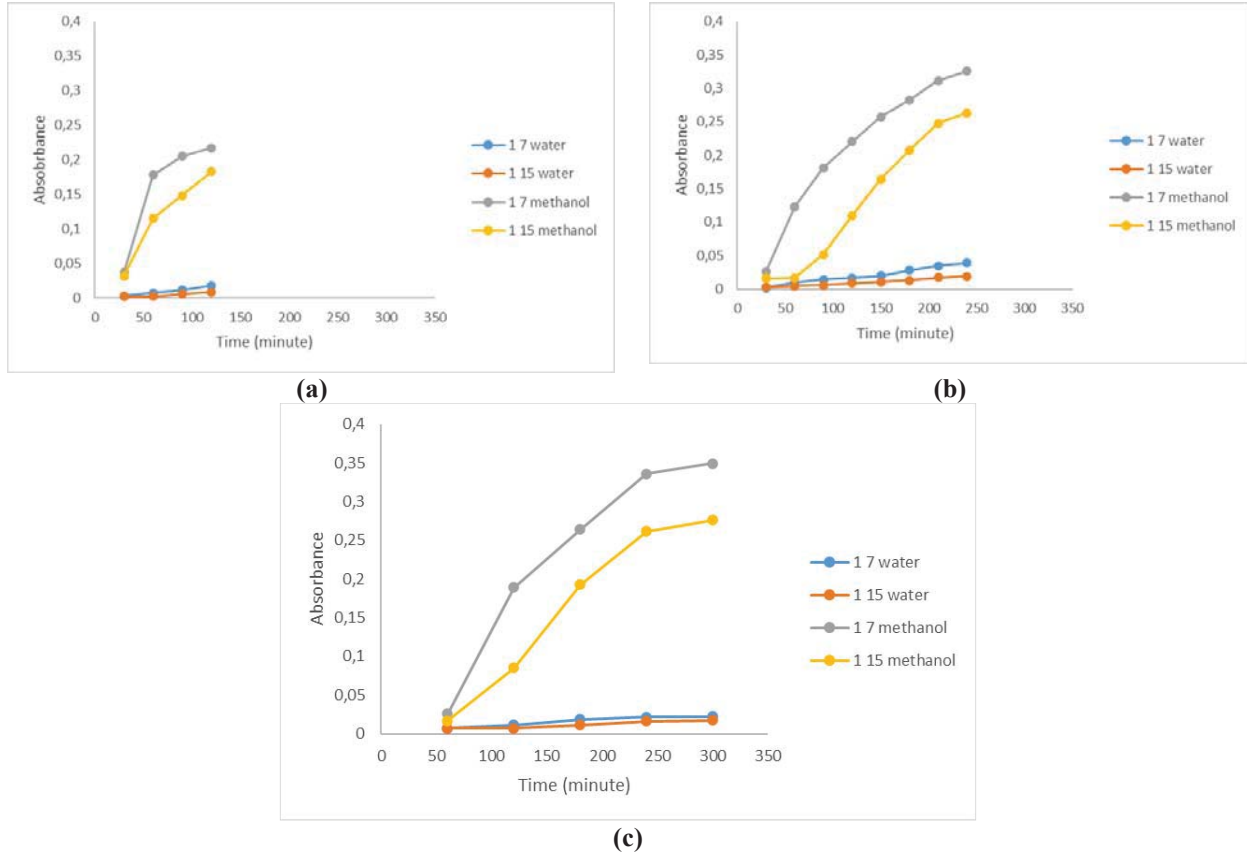 0,4
0,35
0,3
0,25
0,2
0,15
0,1
0,05
0
Absobrbance
0 50 100 150 200 250 300 350
Time (minute)
1 7 water
1 15 water
1 7 methanol
1 15 methanol
(a)
0,4
0,35
0,3
0,25
0,2
0,15
0,1
0,05
0
Absorbance
0 50 100 150 200 250 300 350
Time (minute)
1 7 water
1 15 water
1 7 methanol
1 15 methanol
(b)
0,4
0,35
0,3
0,25
0,2
0,15
0,1
0,05
0
Absorbance
0 50 100 150 200 250 300 350
Time (minute)
1 7 water
1 15 water
1 7 methanol
1 15 methanol
(c)